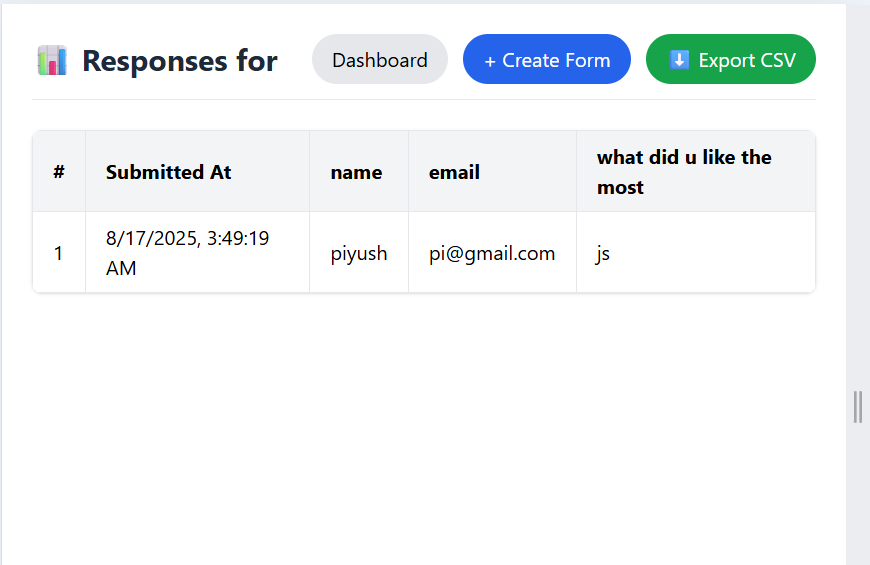 📊 Responses for
Dashboard
+ Create Form
⬇️ Export CSV
#
Submitted At
name
email
what did u like the
most
1
8/17/2025, 3:49:19
AM
piyush
pi@gmail.com
js